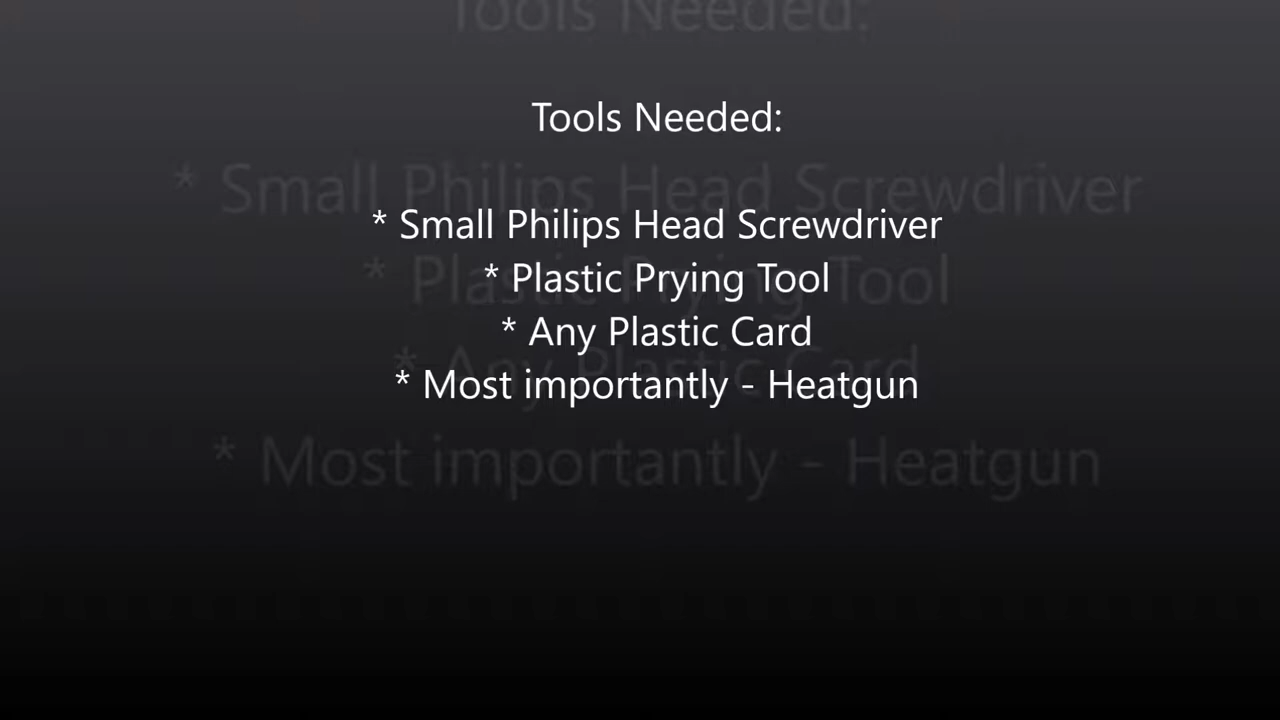 Tools Needed:
* Small Philips Head Screwdriver
* Plastic Prying Tool
* Any Plastic Card
* Most importantly - Heatgun